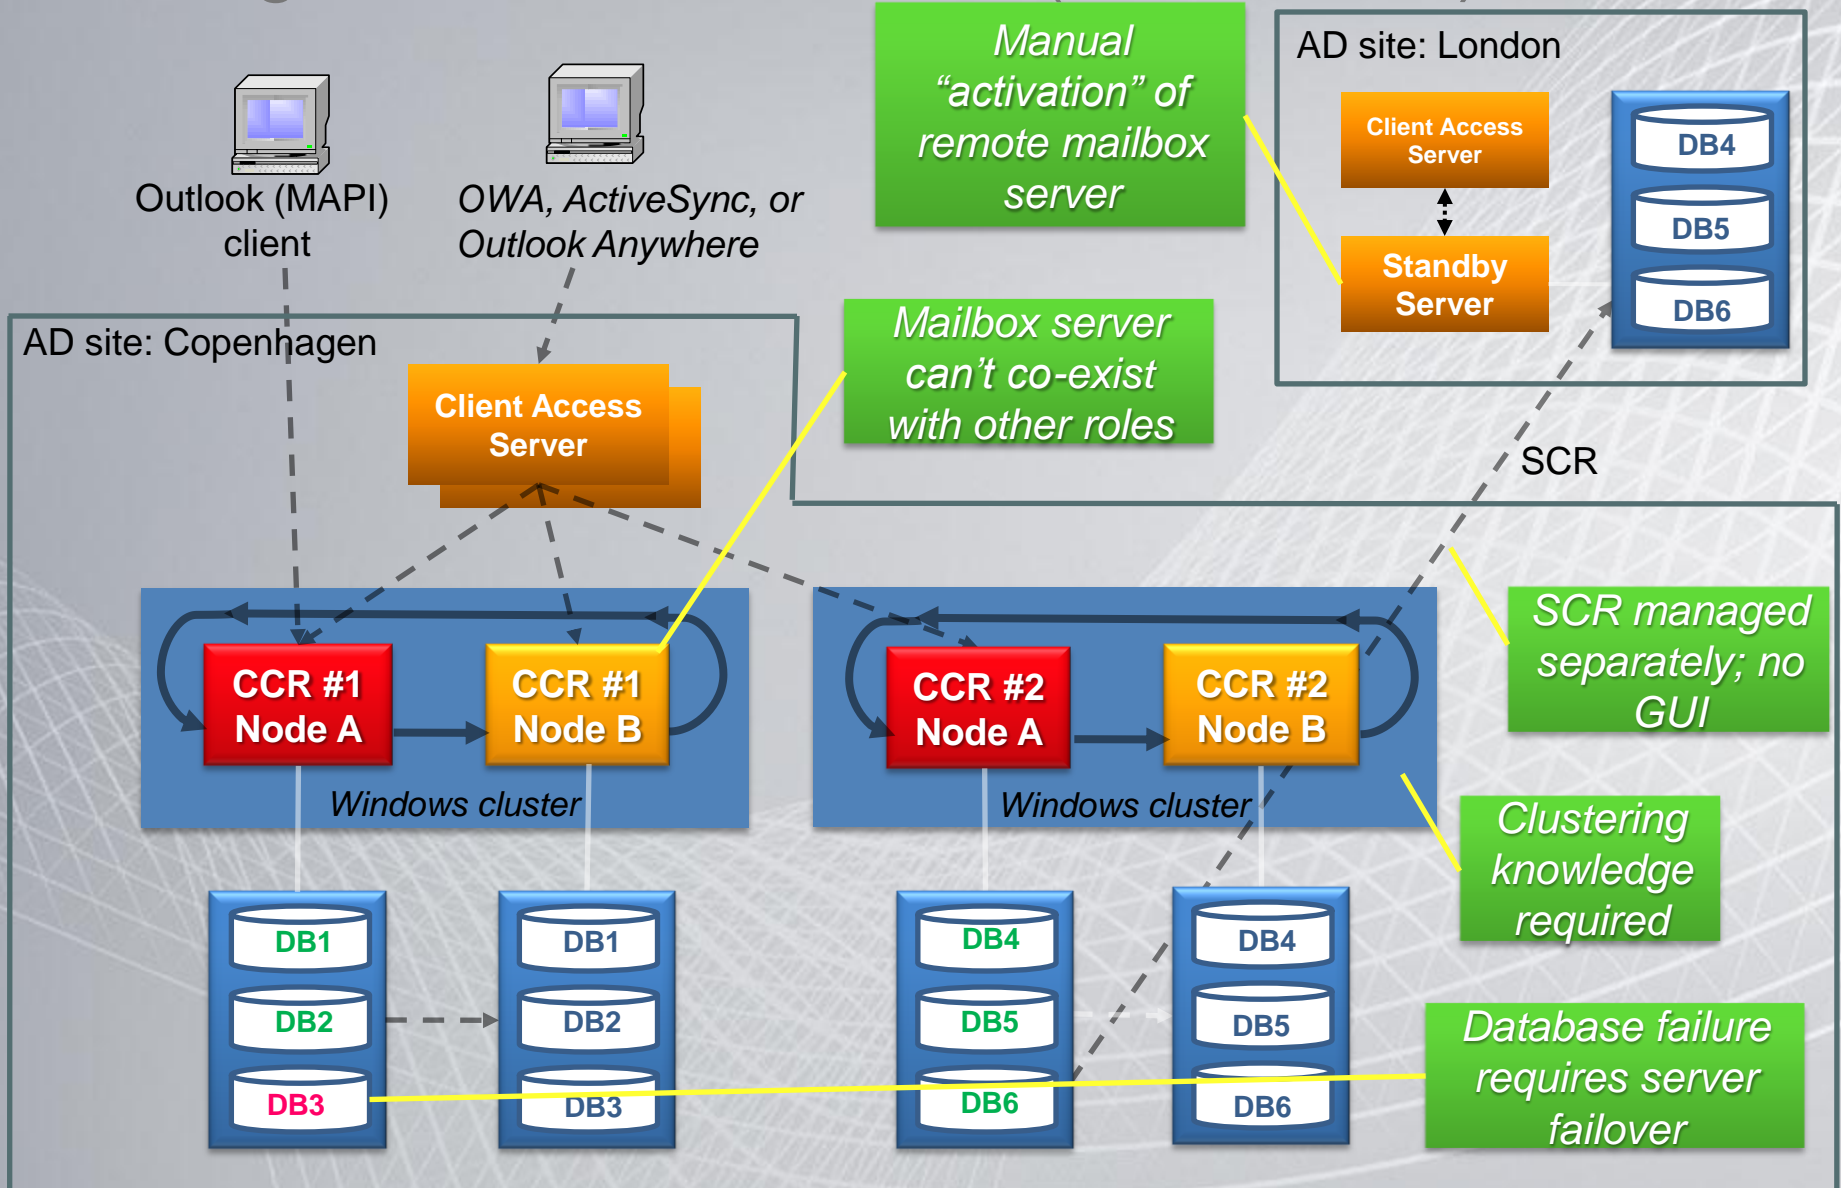 Manual
“activation” of
remote mailbox
server
AD site: London
Client Access
Server
Standby
Server
DB4
DB5
DB6
Outlook (MAPI)
client
OWA, ActiveSync, or
Outlook Anywhere
AD site: Copenhagen
Client Access
Server
Mailbox server
can’t co-exist
with other roles
SCR
SCR managed
separately; no
GUI
CCR #1
Node A
CCR #1
Node B
Windows cluster
CCR #2
Node A
CCR #2
Node B
Windows cluster
Clustering
knowledge
required
DB1
DB2
DB3
DB1
DB2
DB3
DB4
DB5
DB6
DB4
DB5
DB6
Database failure
requires server
failover